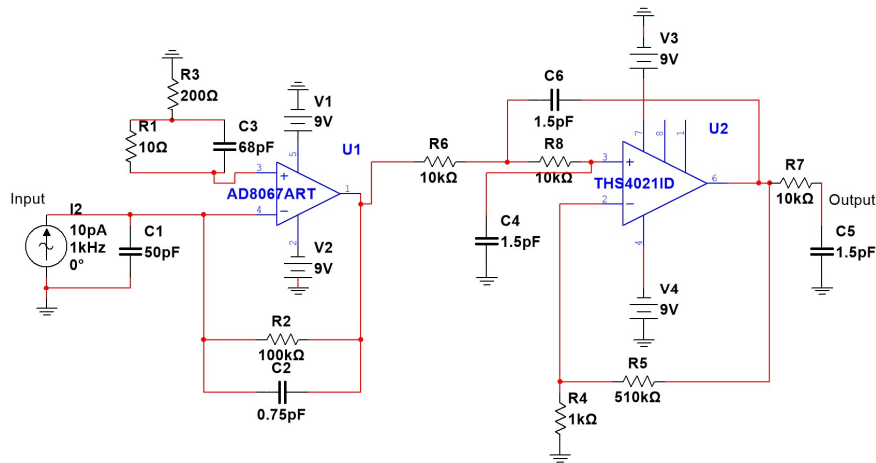 R3
200Ω
R1
10Ω
C3
68pF
V1
9V
U1
5
3
AD8067ART
1
4
2
Input
I2
10pA
1kHz
0°
C1
50pF
V2
9V
R2
100kΩ
C2
0.75pF
R6
10kΩ
C6
1.5pF
R8
10kΩ
C4
1.5pF
V3
9V
7
8
1
U2
3
THS4021ID
6
2
4
R7
10kΩ
Output
C5
1.5pF
V4
9V
R5
510kΩ
R4
1kΩ